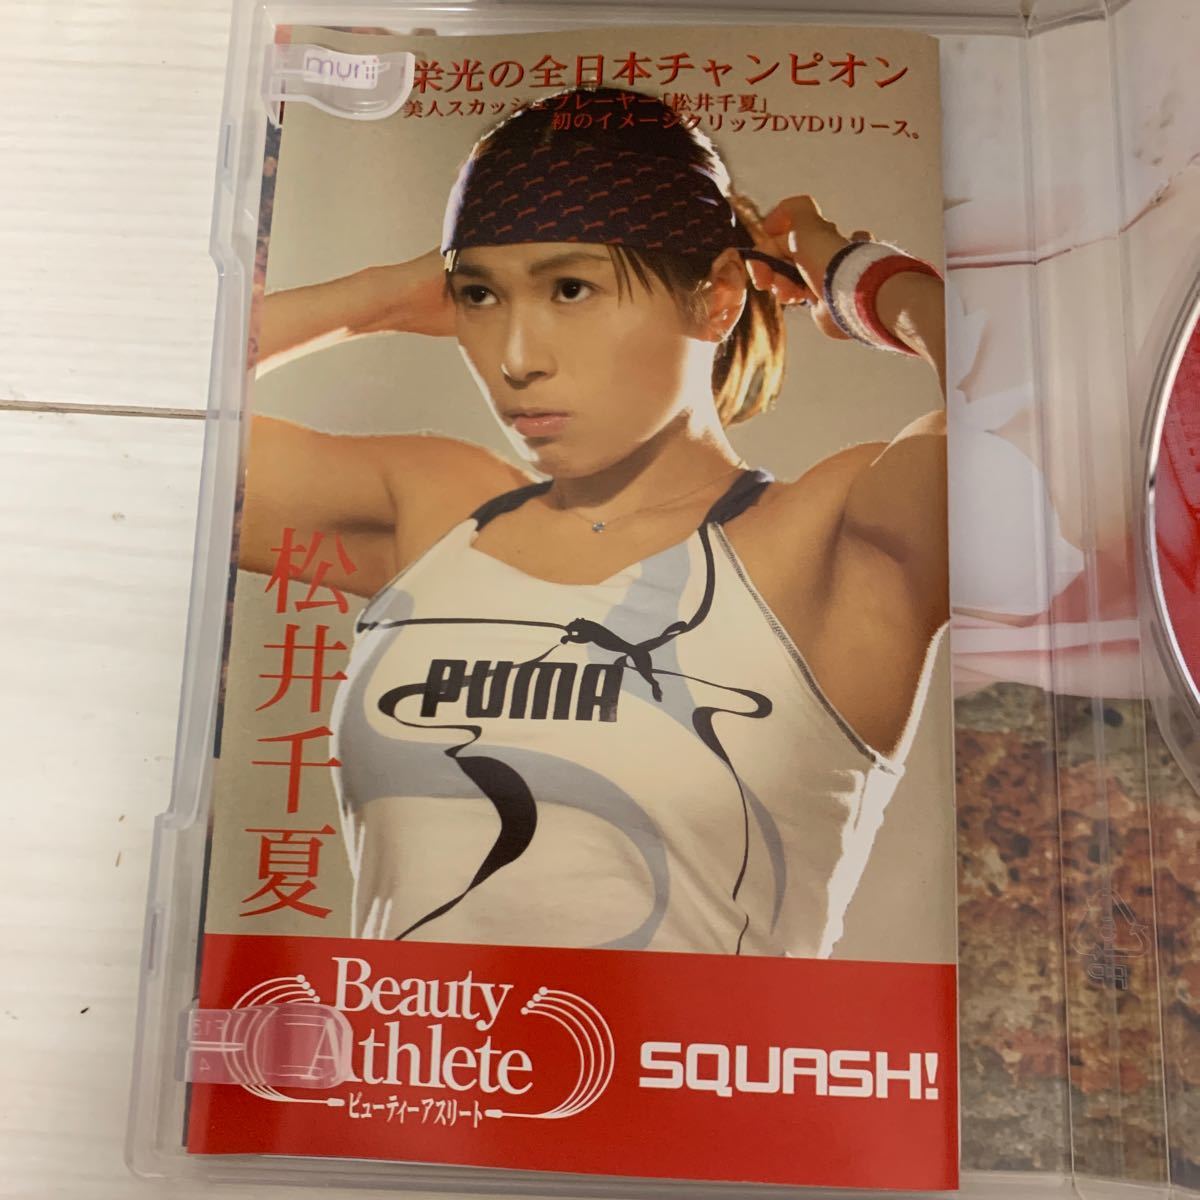 murii
栄光の全日本チャンピオン
美人スカッシュプレーヤー「松井千夏」
初のイメージクリップDVDリリース。
PUMA
松井千夏
Beauty
Athlete
ビューティーアスリート
SQUASH!